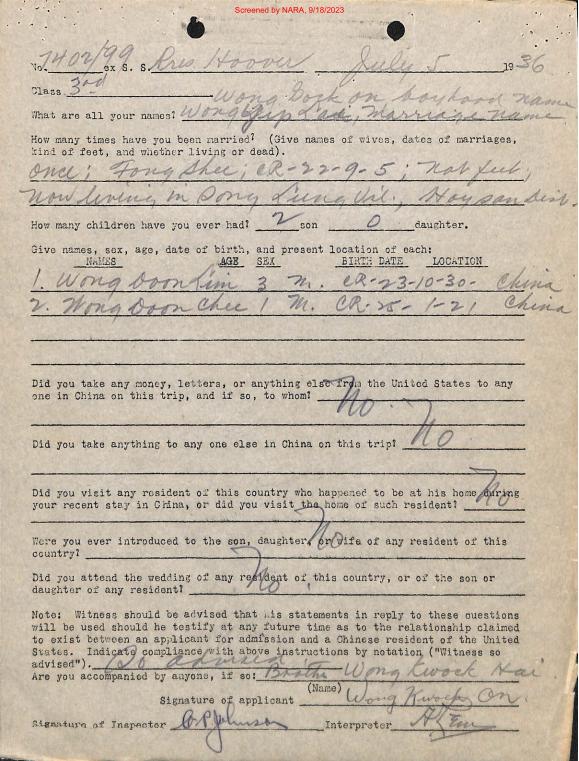 Screened by NARA, 9/18/2023
No. 7402/99 ex S. S. Pres Hoover July 5 1936
Class 3rd Wong Gock on boyhood name
What are all your names? Wong Yip Lai, Marriage name
How many times have you been married? (Give names of wives, dates of marriages,
kind of feet, and whether living or dead).
Once; Fong Shee, CR-22-9-5; Nat feet,
Now living in Dong Lung Vil., Hoysan Dist.
How many children have you ever had? 2 son 0 daughter.
Give names, sex, age, date of birth, and present location of each:
NAMES AGE SEX BIRTH DATE LOCATION
1. Wong Doon Lim 3 M. CR-23-10-30- China
2. Wong Doon Chee 1 M. CR-25-1-21 China
Did you take any money, letters, or anything else from the United States to any
one in China on this trip, and if so, to whom? No.
Did you take anything to any one else in China on this trip? No
Did you visit any resident of this country who happened to be at his home during
your recent stay in China, or did you visit the home of such resident? No
Were you ever introduced to the son, daughter, or wife of any resident of this
country? No
Did you attend the wedding of any resident of this country, or of the son or
daughter of any resident? No.
Note: Witness should be advised that his statements in reply to these questions
will be used should he testify at any future time as to the relationship claimed
to exist between an applicant for admission and a Chinese resident of the United
States. Indicate compliance with above instructions by notation ("Witness so
advised"). So advised.
Are you accompanied by anyone, if so: Brother Wong Kwock Hai
(Name)
Signature of applicant Wong Kwock On.
Signature of Inspector C.P. Johnson Interpreter